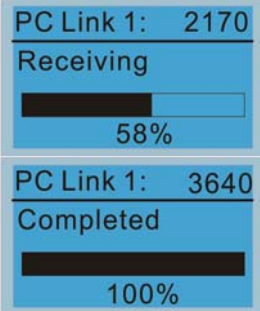 PC Link 1: 2170
Receiving
58%
PC Link 1: 3640
Completed
100%